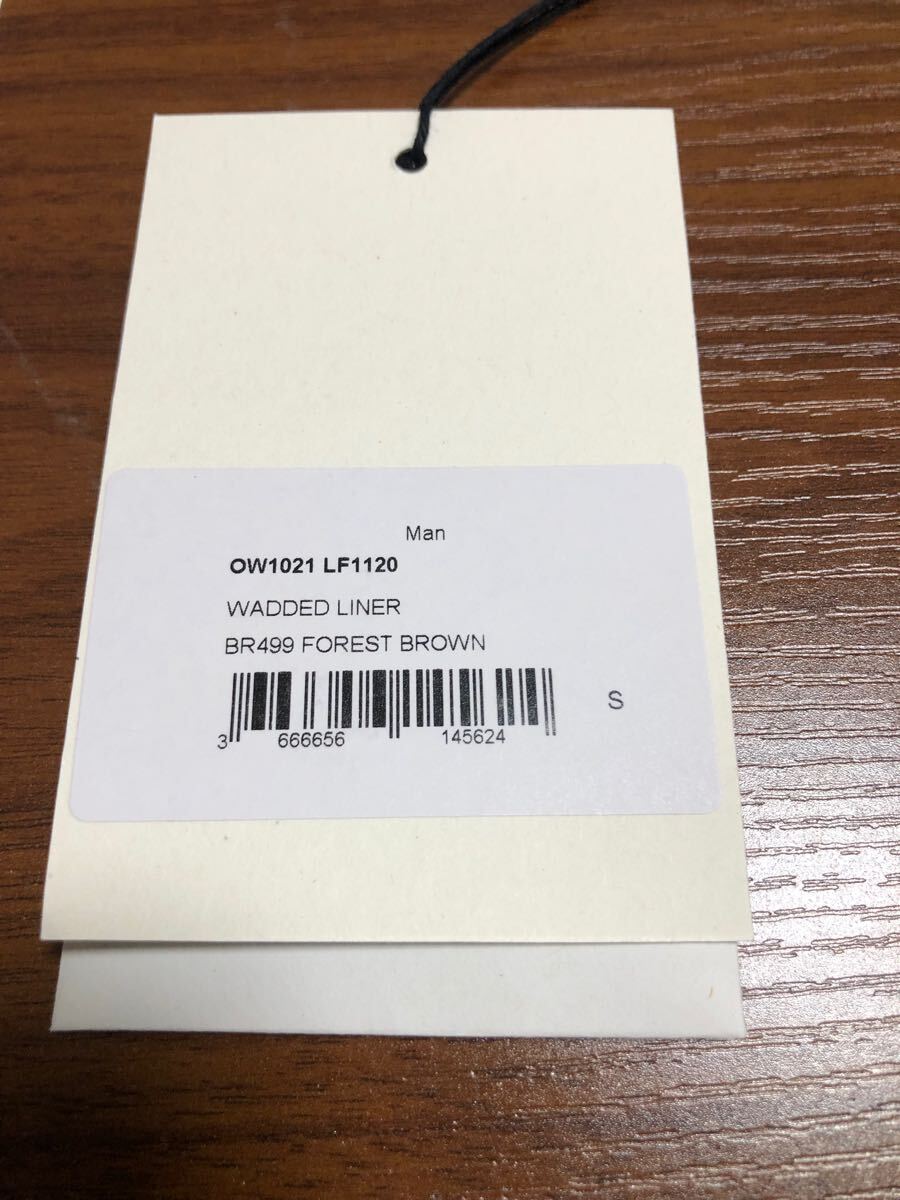 Man
OW1021 LF1120
WADDED LINER
BR499 FOREST BROWN
S
3 666656 145624